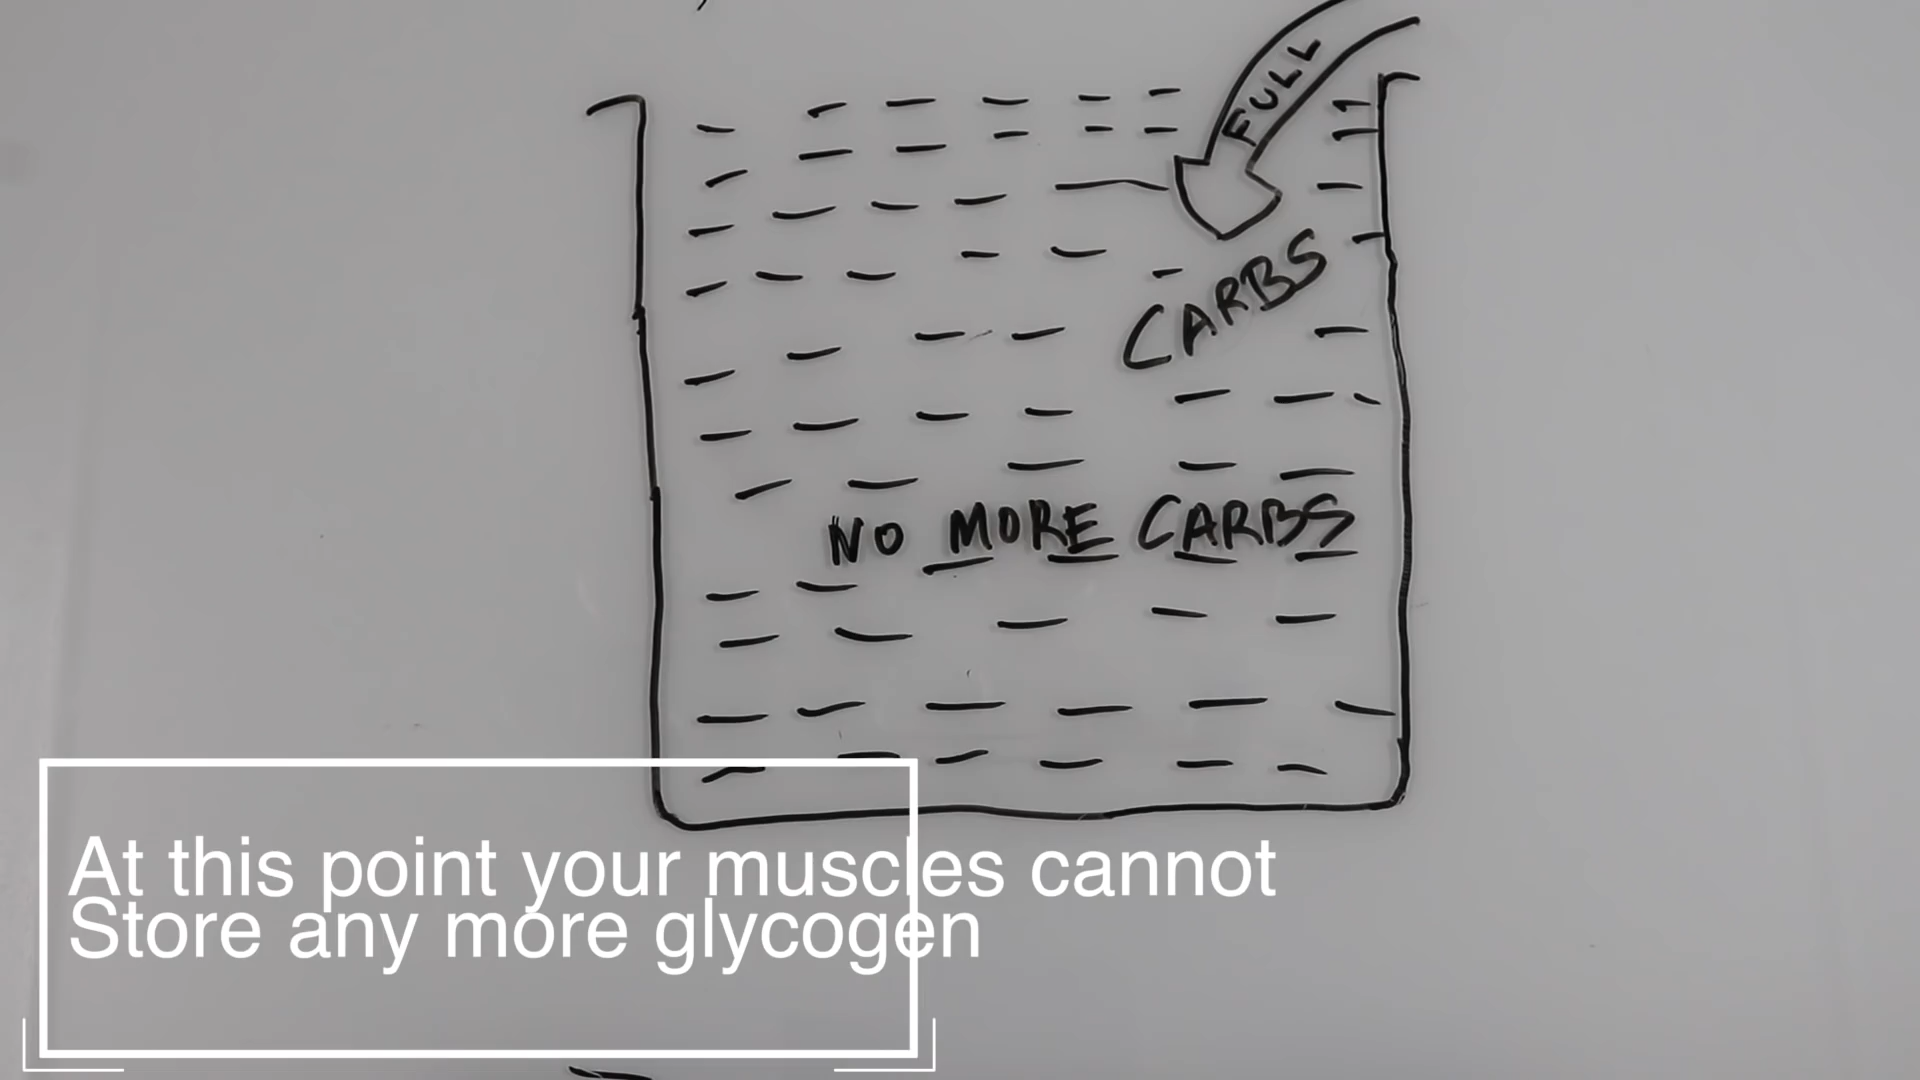 FULL
CARBS
NO MORE CARBS
At this point your muscles cannot
Store any more glycogen